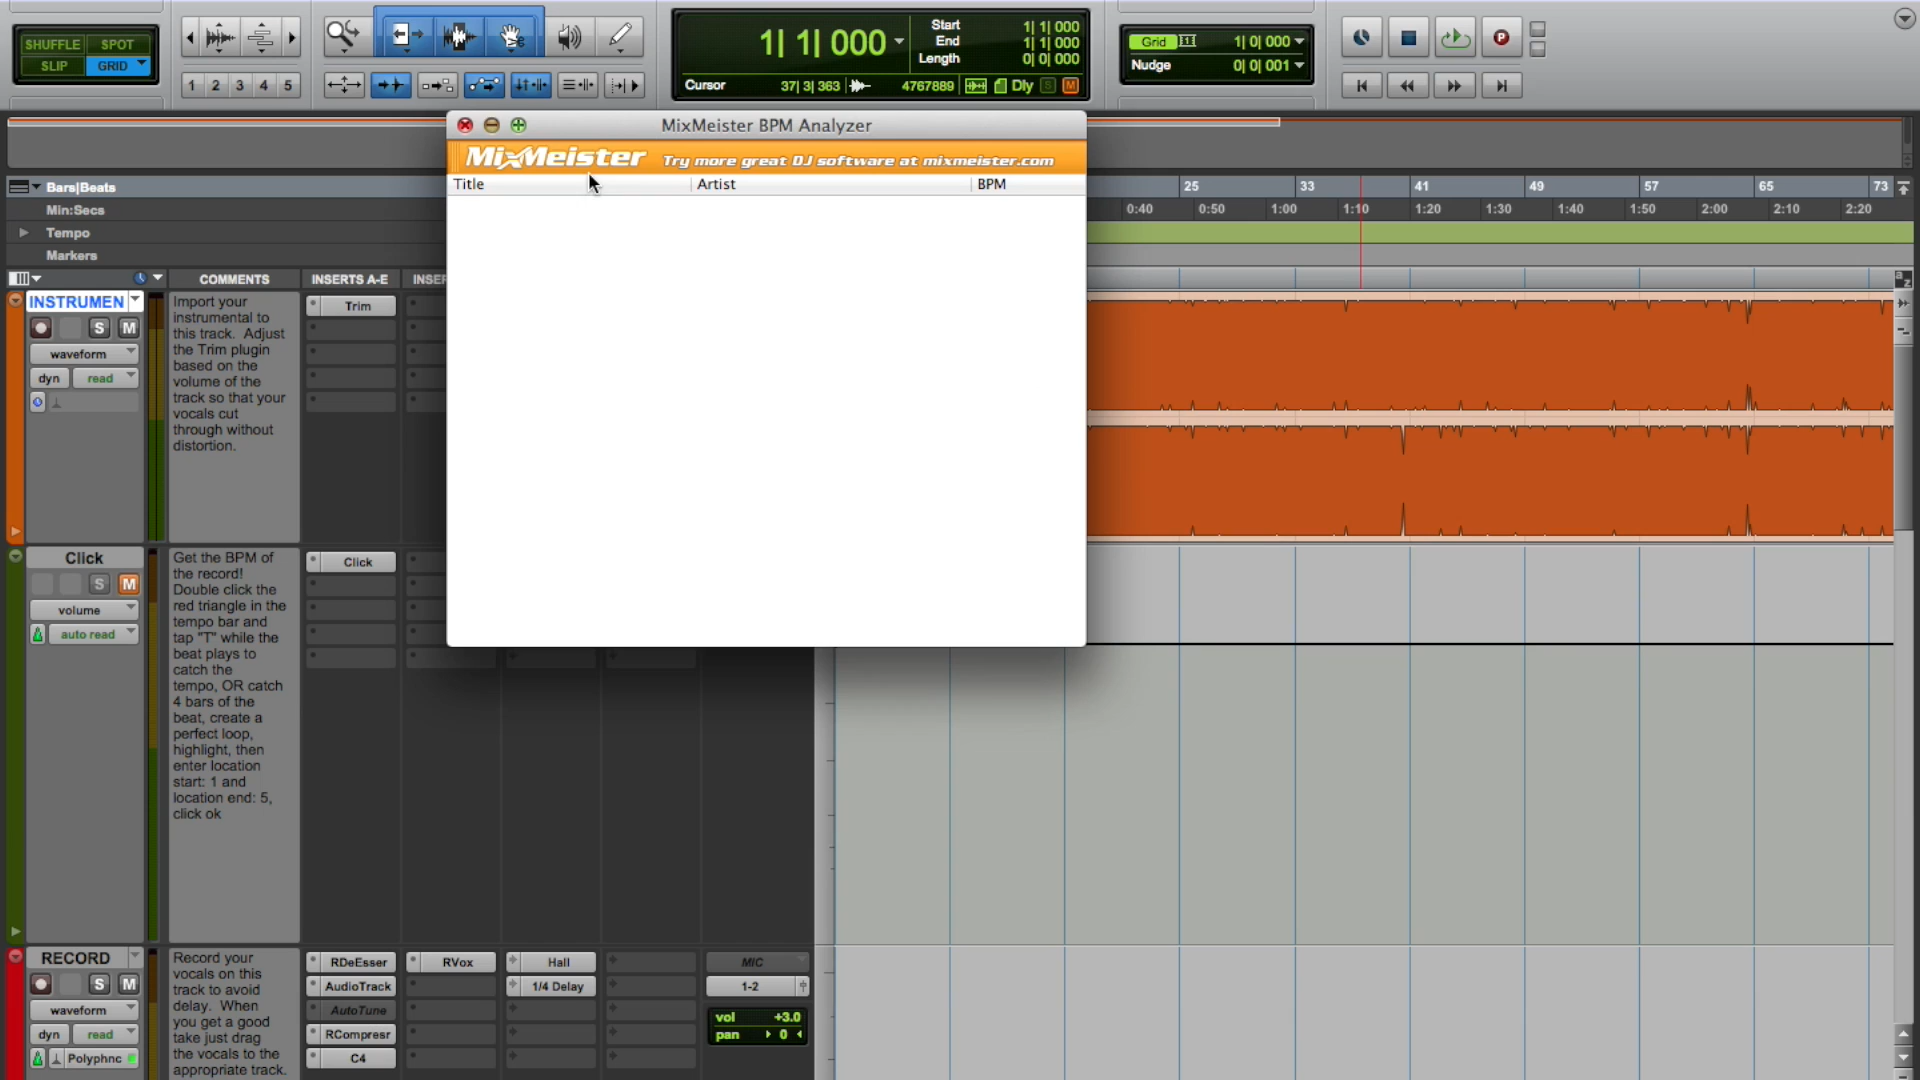 SHUFFLE SPOT
SLIP GRID
1 2 3 4 5
1| 1| 000
Start 1| 1| 000
End 1| 1| 000
Length 0| 0| 000
Cursor 37| 3| 363 4767889 Dly S M
Grid 1| 0| 000
Nudge 0| 0| 001
P
MixMeister BPM Analyzer
MixMeister Try more great DJ software at mixmeister.com
Title Artist BPM
Bars|Beats 25 33 41 49 57 65 73
Min:Secs 0:40 0:50 1:00 1:10 1:20 1:30 1:40 1:50 2:00 2:10 2:20
Tempo
Markers
COMMENTS INSERTS A-E INSER
a
z
INSTRUMEN
S M
waveform
dyn read
Import your
instrumental to
this track. Adjust
the Trim plugin
based on the
volume of the
track so that your
vocals cut
through without
distortion.
Trim
Click
S M
volume
auto read
Get the BPM of
the record!
Double click the
red triangle in the
tempo bar and
tap "T" while the
beat plays to
catch the
tempo, OR catch
4 bars of the
beat, create a
perfect loop,
highlight, then
enter location
start: 1 and
location end: 5,
click ok
Click
RECORD
S M
waveform
dyn read
Polyphnc
Record your
vocals on this
track to avoid
delay. When
you get a good
take just drag
the vocals to the
appropriate track.
RDeEsser RVox Hall MIC
AudioTrack 1/4 Delay 1-2
AutoTune
RCompresr
C4
vol +3.0
pan 0